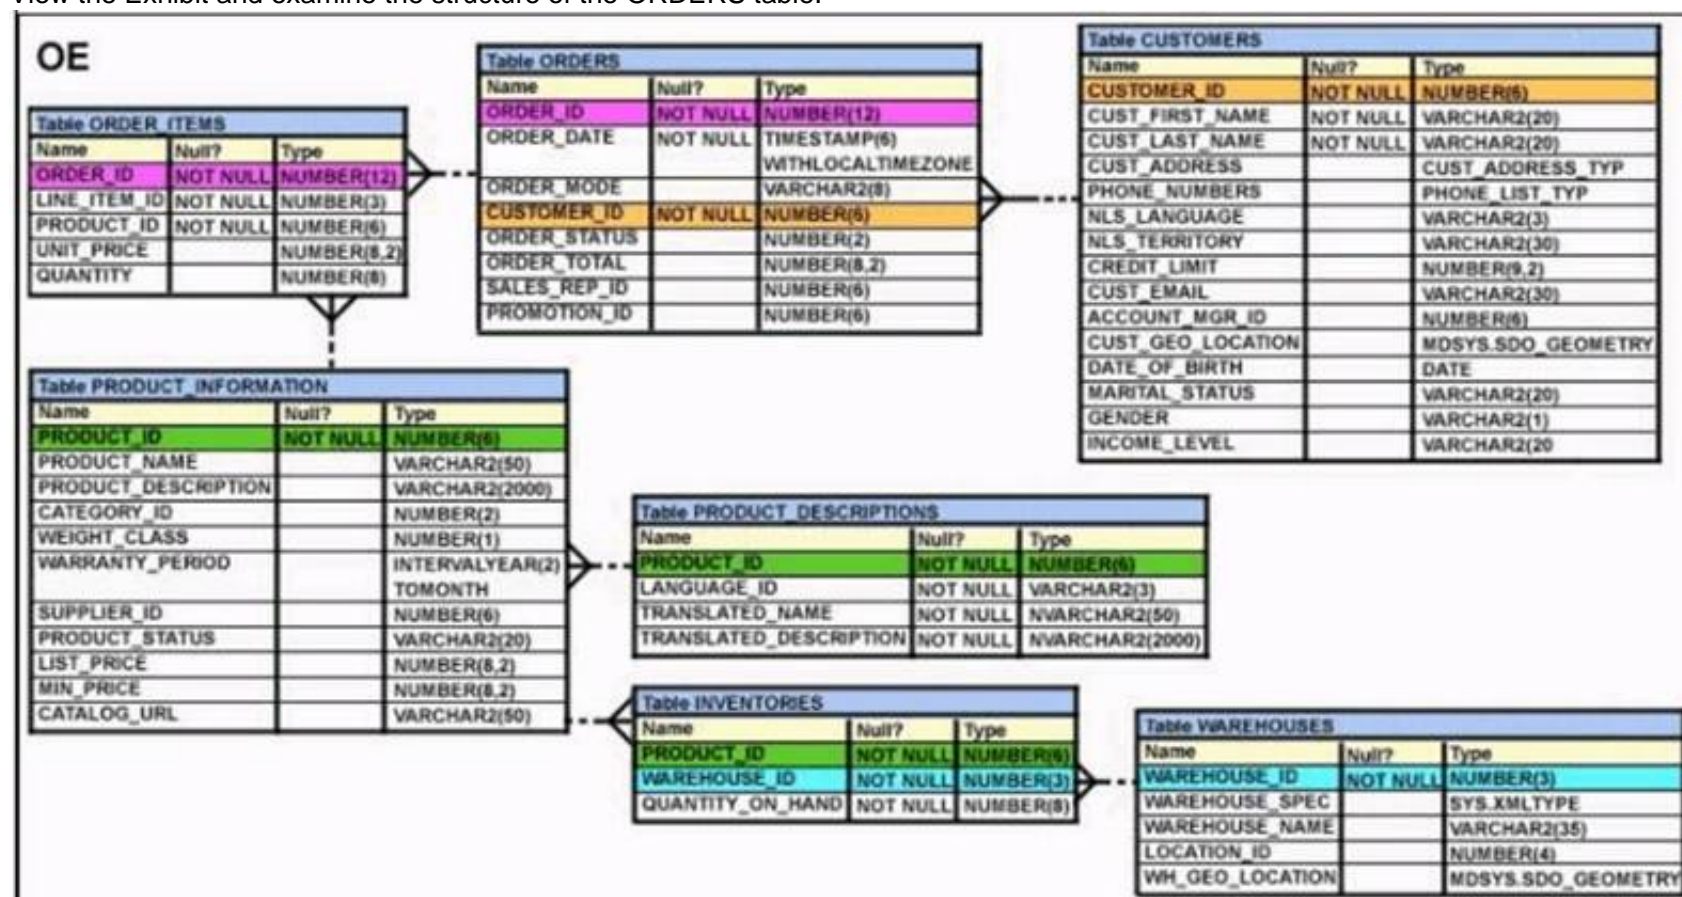 View the Exhibit and examine the structure of the ORDERS table.
OE
Table ORDER_ITEMS
Name Null? Type
ORDER_ID NOT NULL NUMBER(12)
LINE_ITEM_ID NOT NULL NUMBER(3)
PRODUCT_ID NOT NULL NUMBER(6)
UNIT_PRICE NUMBER(8,2)
QUANTITY NUMBER(8)
Table ORDERS
Name Null? Type
ORDER_ID NOT NULL NUMBER(12)
ORDER_DATE NOT NULL TIMESTAMP(6)
WITHLOCALTIMEZONE
ORDER_MODE VARCHAR2(8)
CUSTOMER_ID NOT NULL NUMBER(6)
ORDER_STATUS NUMBER(2)
ORDER_TOTAL NUMBER(8,2)
SALES_REP_ID NUMBER(6)
PROMOTION_ID NUMBER(6)
Table CUSTOMERS
Name Null? Type
CUSTOMER_ID NOT NULL NUMBER(6)
CUST_FIRST_NAME NOT NULL VARCHAR2(20)
CUST_LAST_NAME NOT NULL VARCHAR2(20)
CUST_ADDRESS CUST_ADDRESS_TYP
PHONE_NUMBERS PHONE_LIST_TYP
NLS_LANGUAGE VARCHAR2(3)
NLS_TERRITORY VARCHAR2(30)
CREDIT_LIMIT NUMBER(9,2)
CUST_EMAIL VARCHAR2(30)
ACCOUNT_MGR_ID NUMBER(6)
CUST_GEO_LOCATION MDSYS.SDO_GEOMETRY
DATE_OF_BIRTH DATE
MARITAL_STATUS VARCHAR2(20)
GENDER VARCHAR2(1)
INCOME_LEVEL VARCHAR2(20
Table PRODUCT_INFORMATION
Name Null? Type
PRODUCT_ID NOT NULL NUMBER(6)
PRODUCT_NAME VARCHAR2(50)
PRODUCT_DESCRIPTION VARCHAR2(2000)
CATEGORY_ID NUMBER(2)
WEIGHT_CLASS NUMBER(1)
WARRANTY_PERIOD INTERVALYEAR(2)
TOMONTH
SUPPLIER_ID NUMBER(6)
PRODUCT_STATUS VARCHAR2(20)
LIST_PRICE NUMBER(8,2)
MIN_PRICE NUMBER(8,2)
CATALOG_URL VARCHAR2(50)
Table PRODUCT_DESCRIPTIONS
Name Null? Type
PRODUCT_ID NOT NULL NUMBER(6)
LANGUAGE_ID NOT NULL VARCHAR2(3)
TRANSLATED_NAME NOT NULL NVARCHAR2(50)
TRANSLATED_DESCRIPTION NOT NULL NVARCHAR2(2000)
Table INVENTORIES
Name Null? Type
PRODUCT_ID NOT NULL NUMBER(6)
WAREHOUSE_ID NOT NULL NUMBER(3)
QUANTITY_ON_HAND NOT NULL NUMBER(8)
Table WAREHOUSES
Name Null? Type
WAREHOUSE_ID NOT NULL NUMBER(3)
WAREHOUSE_SPEC SYS.XMLTYPE
WAREHOUSE_NAME VARCHAR2(35)
LOCATION_ID NUMBER(4)
WH_GEO_LOCATION MDSYS.SDO_GEOMETRY